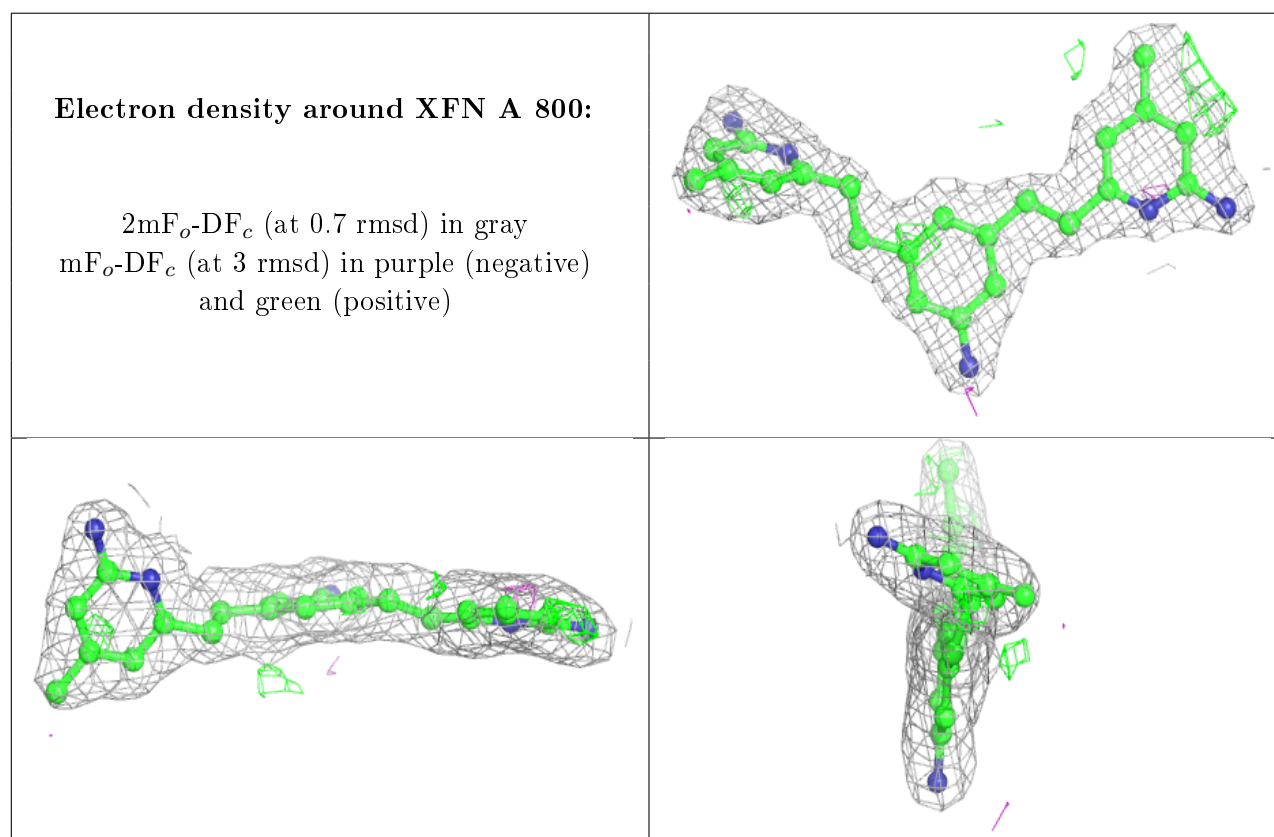 Electron density around XFN A 800:
2mFo-DFc (at 0.7 rmsd) in gray
mFo-DFc (at 3 rmsd) in purple (negative)
and green (positive)